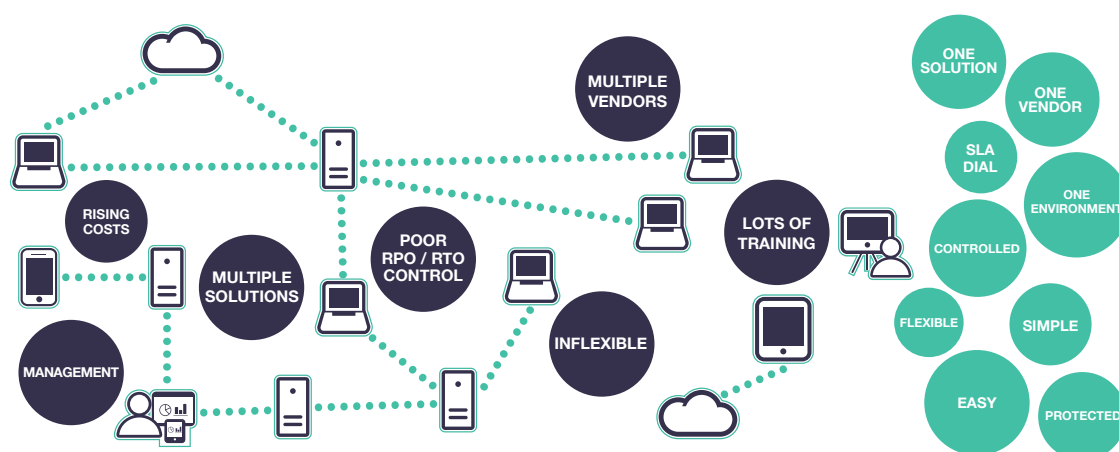 MULTIPLE
VENDORS
RISING
COSTS
MULTIPLE
SOLUTIONS
POOR
RPO / RTO
CONTROL
LOTS OF
TRAINING
MANAGEMENT
INFLEXIBLE
ONE
SOLUTION
ONE
VENDOR
SLA
DIAL
ONE
ENVIRONMENT
CONTROLLED
FLEXIBLE
SIMPLE
EASY
PROTECTED